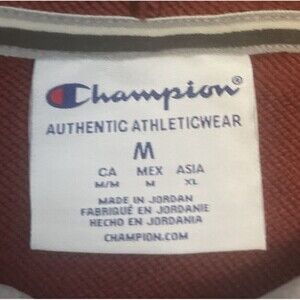 Champion®
AUTHENTIC ATHLETICWEAR
M
CA MEX ASIA
M/M M XL
MADE IN JORDAN
FABRIQUÉ EN JORDANIE
HECHO EN JORDANIA
CHAMPION.COM